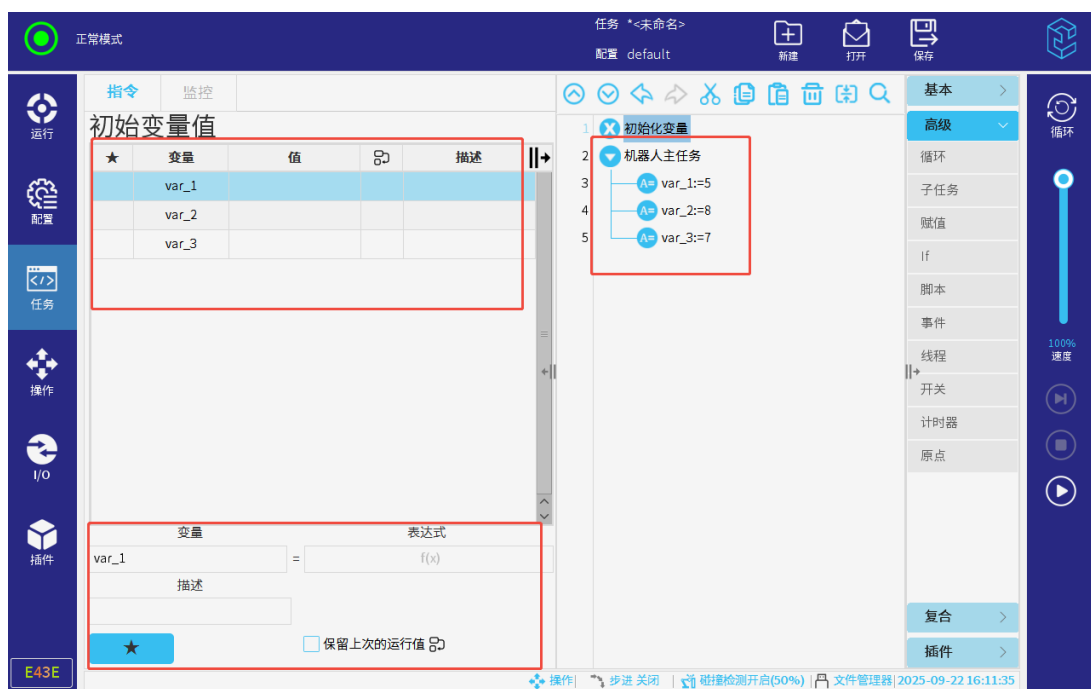 正常模式
任务 *<未命名>
配置 default
新建
打开
保存
运行
配置
任务
操作
I/O
插件
E43E
指令 监控
初始变量值
★ 变量 值 描述
var_1
var_2
var_3
变量 表达式
var_1 = f(x)
描述
★
保留上次的运行值
1 初始化变量
2 机器人主任务
3 A= var_1:=5
4 A= var_2:=8
5 A= var_3:=7
基本
高级
循环
子任务
赋值
If
脚本
事件
线程
开关
计时器
原点
复合
插件
循环
100%
速度
操作| 步进 关闭 | 碰撞检测开启(50%) | 文件管理器|2025-09-22 16:11:35